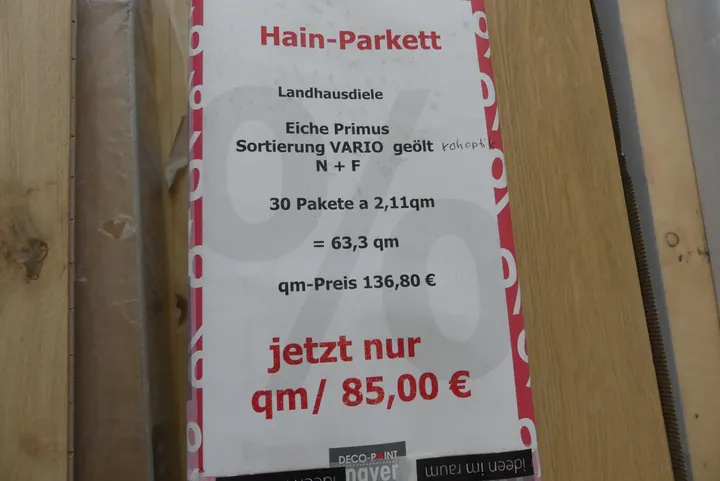 Hain-Parkett
Landhausdiele
Eiche Primus
Sortierung VARIO geölt rohoptik
N + F
30 Pakete a 2,11qm
= 63,3 qm
qm-Preis 136,80 €
jetzt nur
qm/ 85,00 €
DECO-POINT
mayer
ideen im raum